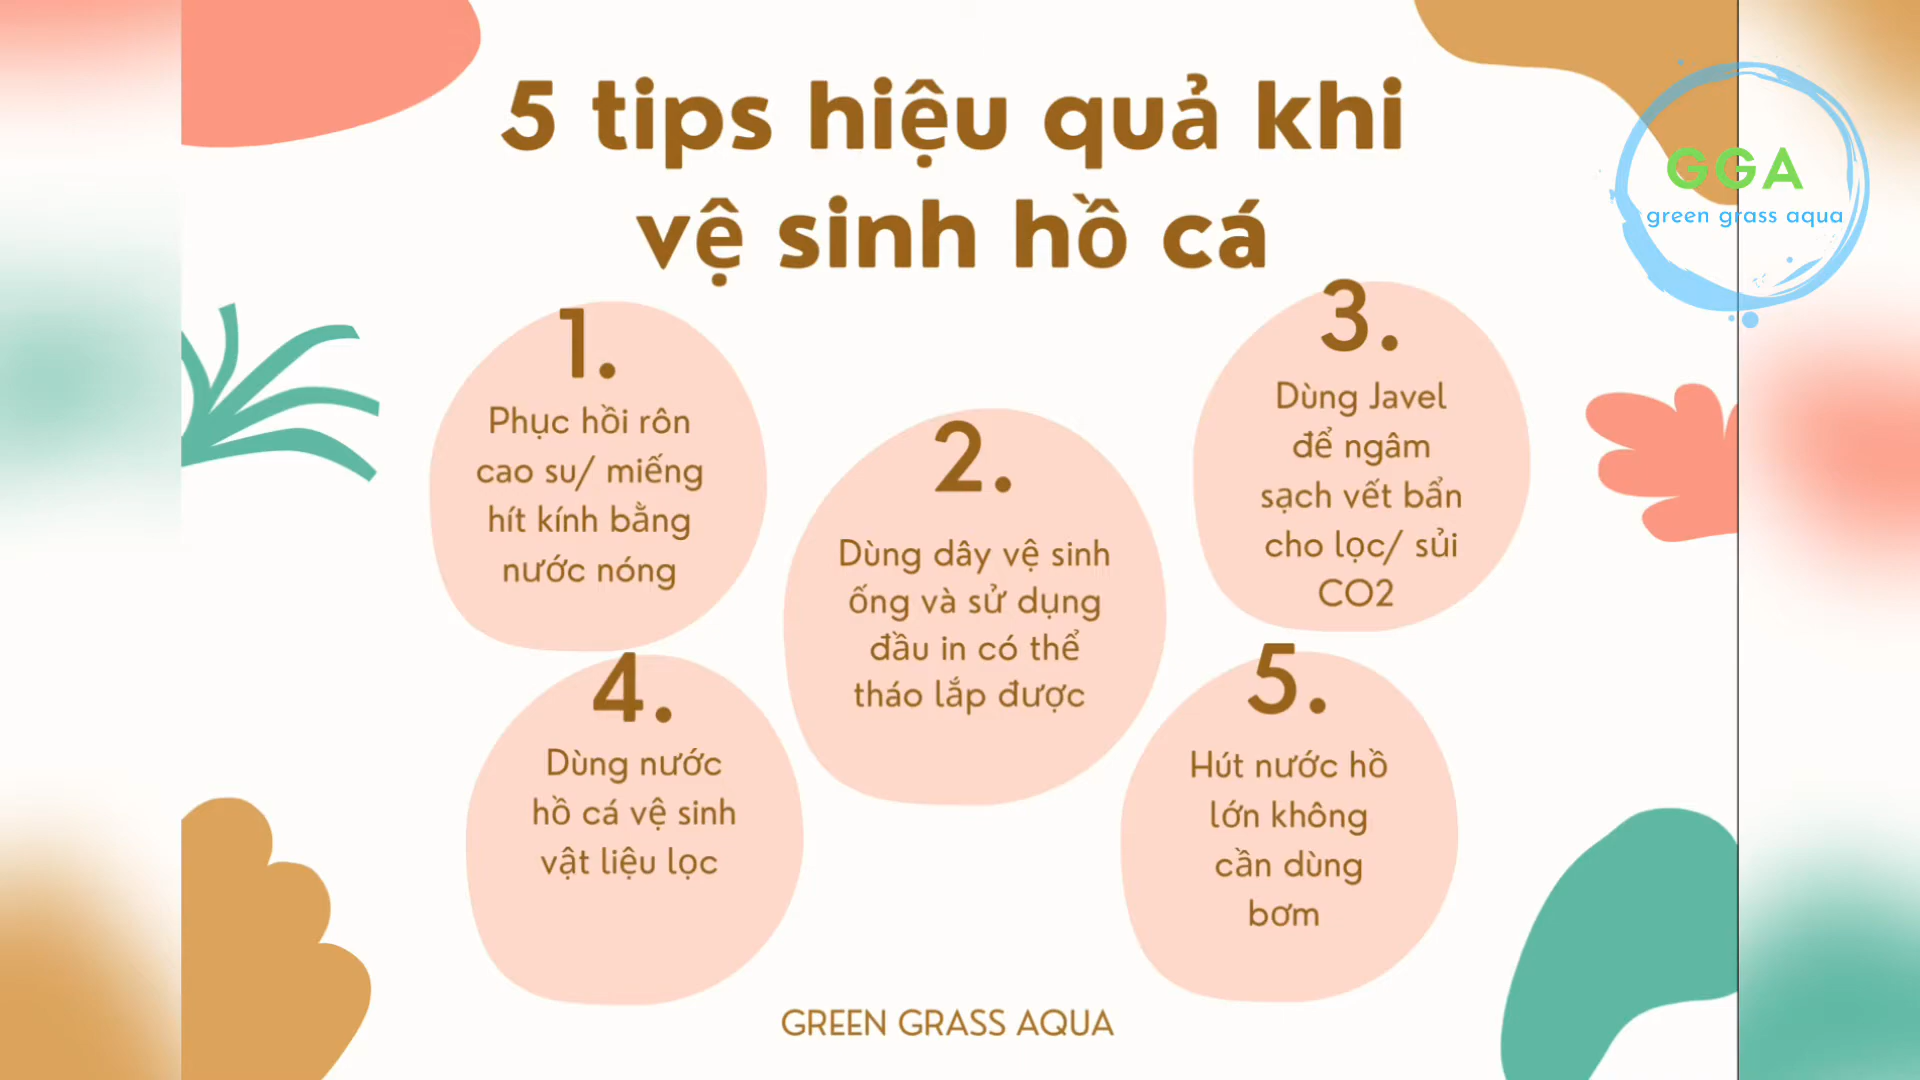 5 tips hiệu quả khi
vệ sinh hồ cá
GGA
green grass aqua
1.
Phục hồi rôn
cao su/ miếng
hít kính bằng
nước nóng
2.
Dùng dây vệ sinh
ống và sử dụng
đầu in có thể
tháo lắp được
3.
Dùng Javel
để ngâm
sạch vết bẩn
cho lọc/ sủi
CO2
4.
Dùng nước
hồ cá vệ sinh
vật liệu lọc
5.
Hút nước hồ
lớn không
cần dùng
bơm
GREEN GRASS AQUA